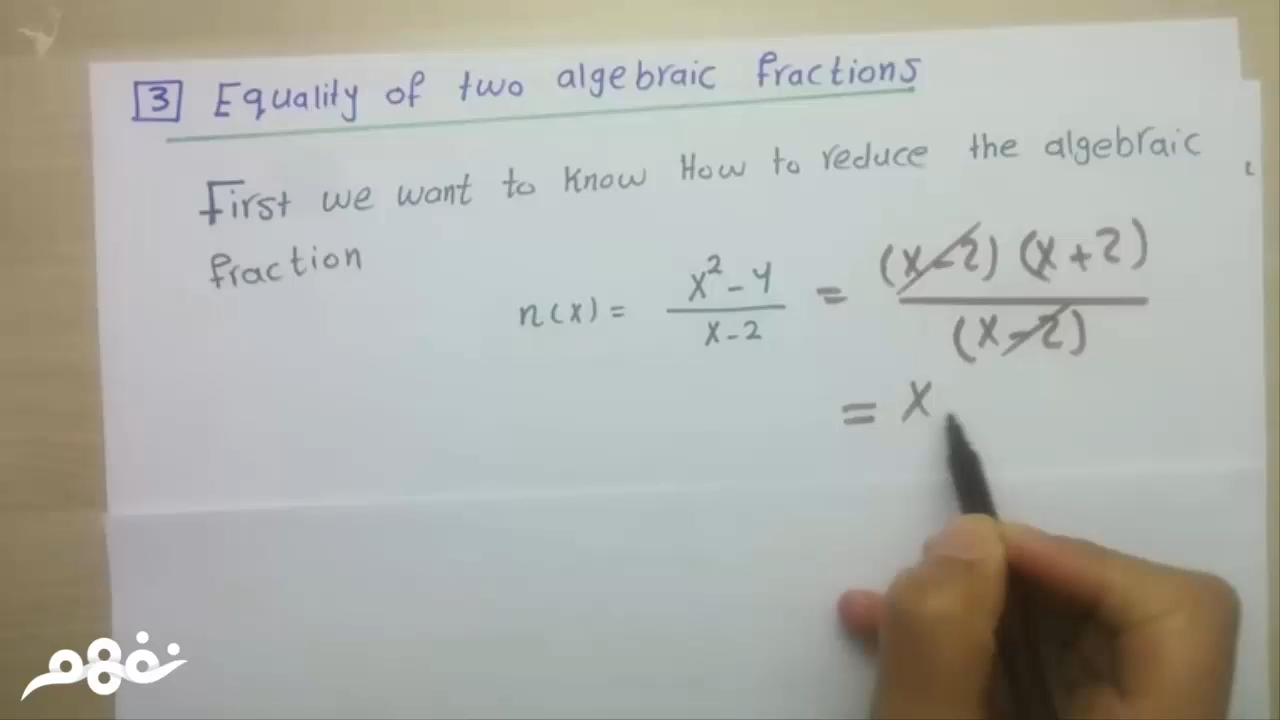 3 Equality of two algebraic fractions
First we want to know How to reduce the algebraic
fraction
n(x) = x² - 4 / x - 2 = (x - 2) (x + 2) / (x - 2)
= x
نفهم